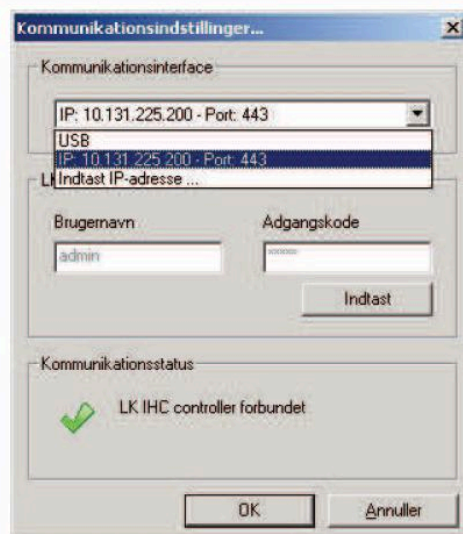 Kommunikationsindstillinger...
Kommunikationsinterface
IP: 10.131.225.200 - Port: 443
USB
IP: 10.131.225.200 - Port: 443
Indtast IP-adresse ...
Brugernavn Adgangskode
admin ******
Indtast
Kommunikationsstatus
LK IHC controller forbundet
OK Annuller